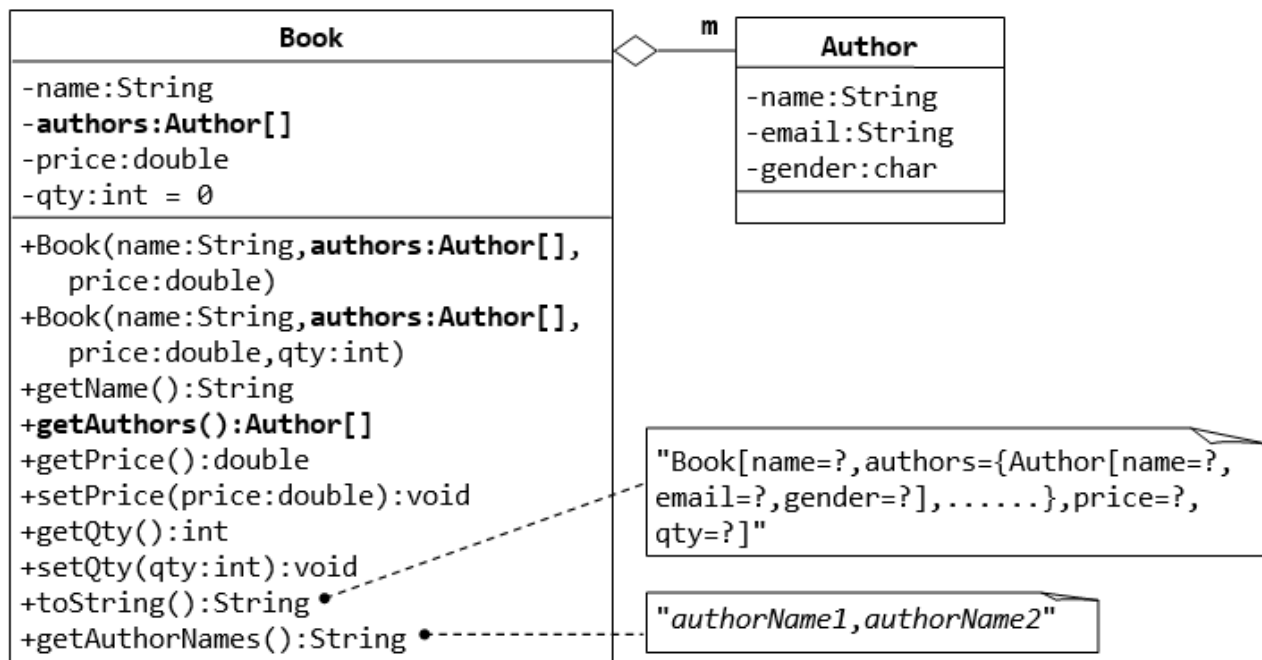 Book
-name:String
-authors:Author[]
-price:double
-qty:int = 0
+Book(name:String,authors:Author[],
price:double)
+Book(name:String,authors:Author[],
price:double,qty:int)
+getName():String
+getAuthors():Author[]
+getPrice():double
+setPrice(price:double):void
+getQty():int
+setQty(qty:int):void
+toString():String
+getAuthorNames():String
m
Author
-name:String
-email:String
-gender:char
"Book[name=?,authors={Author[name=?,
email=?,gender=?],......},price=?,
qty=?]"
"authorName1,authorName2"